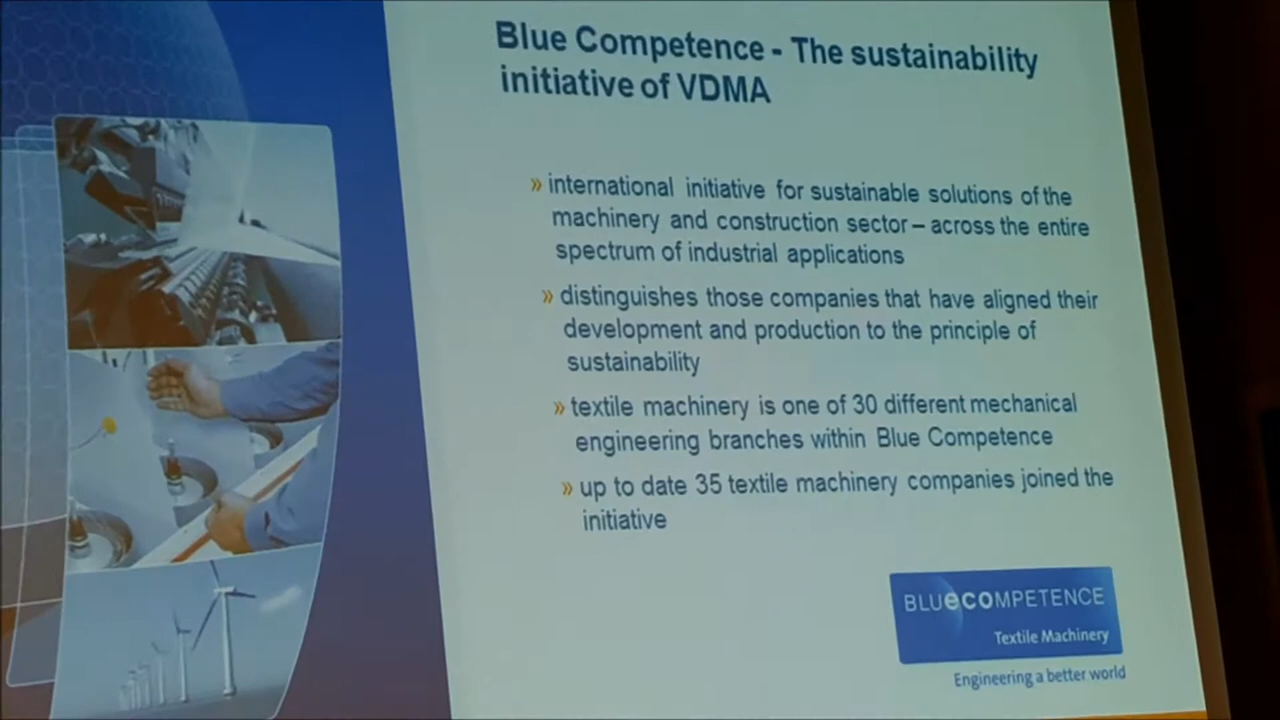 Blue Competence - The sustainability
initiative of VDMA
» international initiative for sustainable solutions of the
machinery and construction sector – across the entire
spectrum of industrial applications
» distinguishes those companies that have aligned their
development and production to the principle of
sustainability
» textile machinery is one of 30 different mechanical
engineering branches within Blue Competence
» up to date 35 textile machinery companies joined the
initiative
BLUeCOMPETENCE
Textile Machinery
Engineering a better world